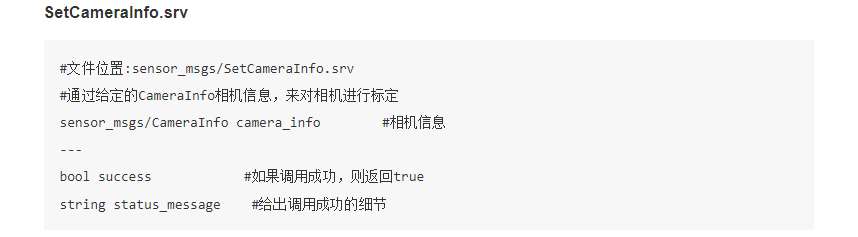 SetCameraInfo.srv
#文件位置:sensor_msgs/SetCameraInfo.srv
#通过给定的CameraInfo相机信息，来对相机进行标定
sensor_msgs/CameraInfo camera_info        #相机信息
---
bool success            #如果调用成功，则返回true
string status_message    #给出调用成功的细节